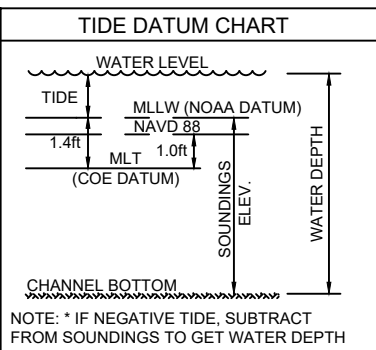 TIDE DATUM CHART
WATER LEVEL
TIDE
MLLW (NOAA DATUM)
NAVD 88
1.4ft
1.0ft
MLT
(COE DATUM)
SOUNDINGS
ELEV.
WATER DEPTH
CHANNEL BOTTOM
NOTE: * IF NEGATIVE TIDE, SUBTRACT
FROM SOUNDINGS TO GET WATER DEPTH